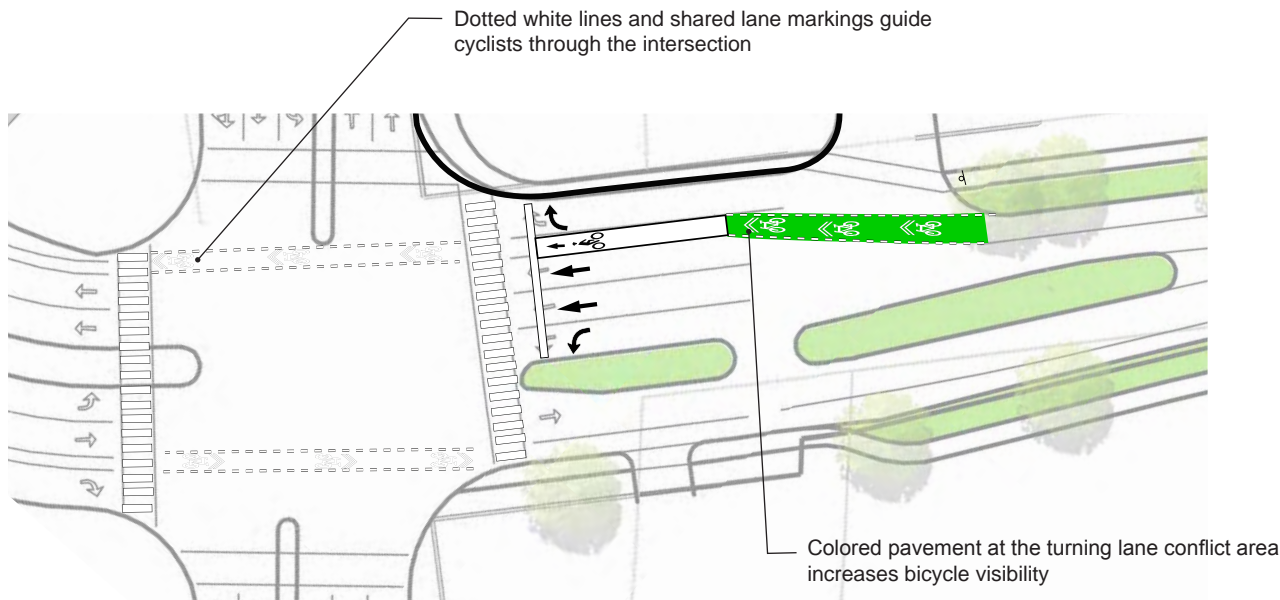 Dotted white lines and shared lane markings guide
cyclists through the intersection
Colored pavement at the turning lane conflict area
increases bicycle visibility